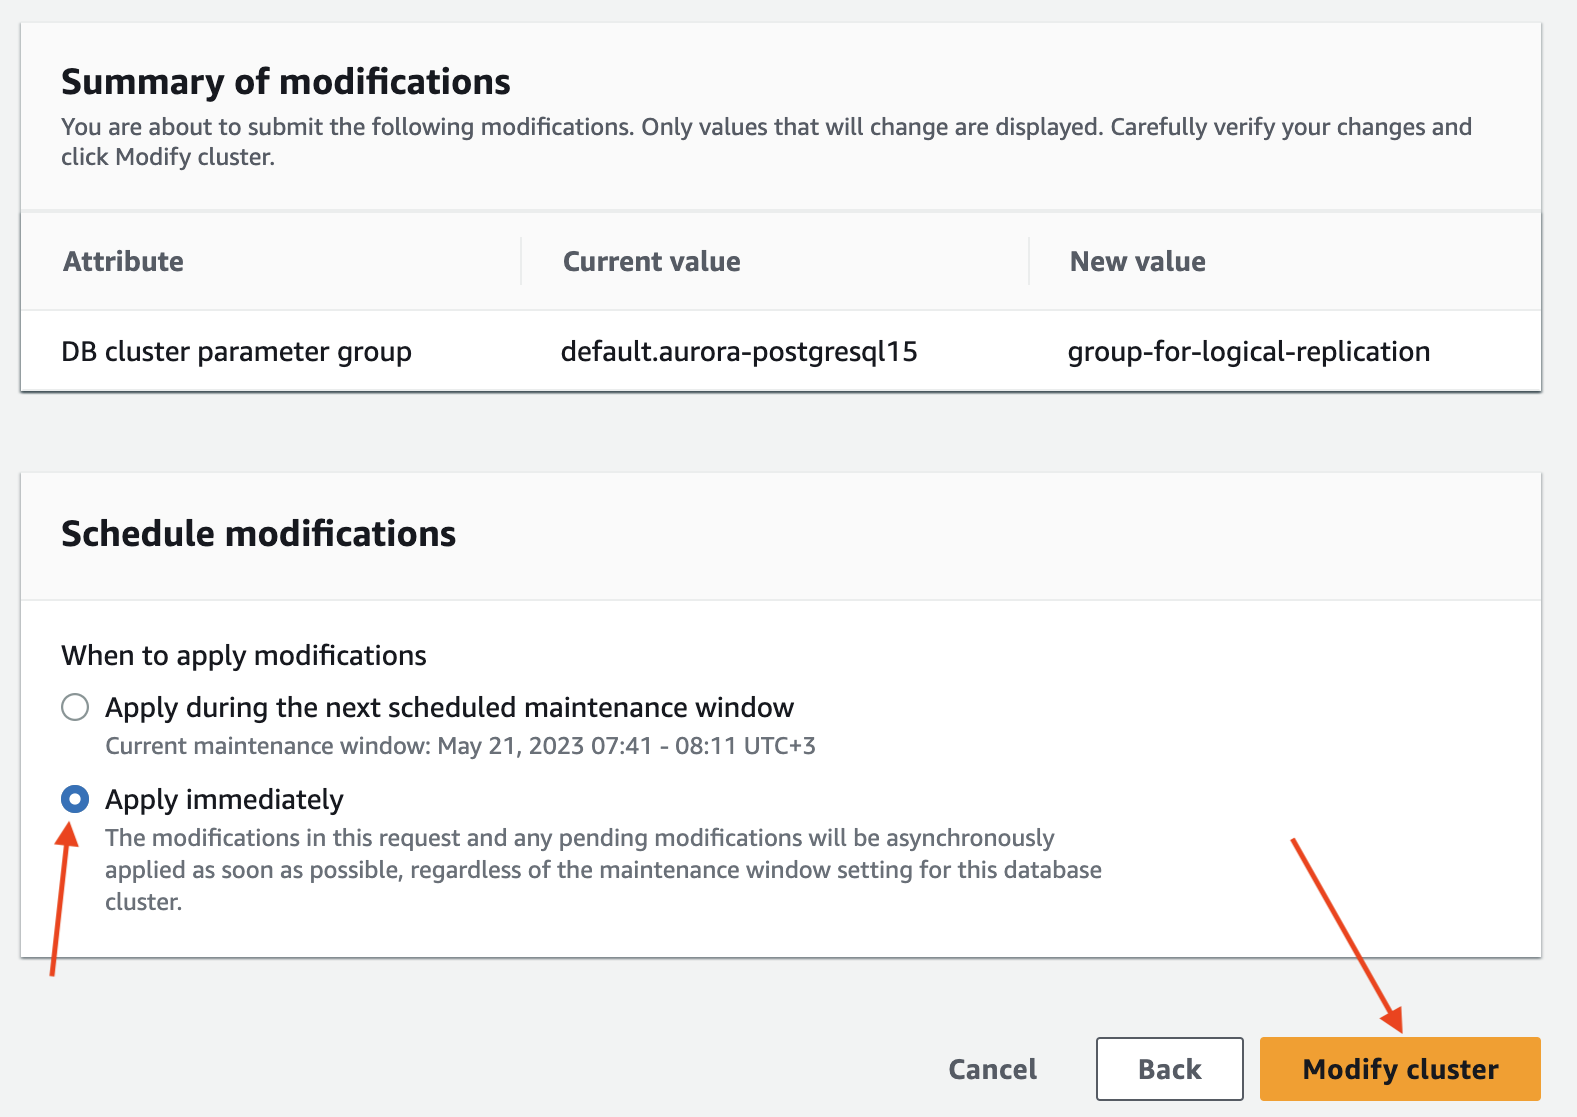 Summary of modifications
You are about to submit the following modifications. Only values that will change are displayed. Carefully verify your changes and
click Modify cluster.
Attribute Current value New value
DB cluster parameter group default.aurora-postgresql15 group-for-logical-replication
Schedule modifications
When to apply modifications
Apply during the next scheduled maintenance window
Current maintenance window: May 21, 2023 07:41 - 08:11 UTC+3
Apply immediately
The modifications in this request and any pending modifications will be asynchronously
applied as soon as possible, regardless of the maintenance window setting for this database
cluster.
Cancel Back Modify cluster